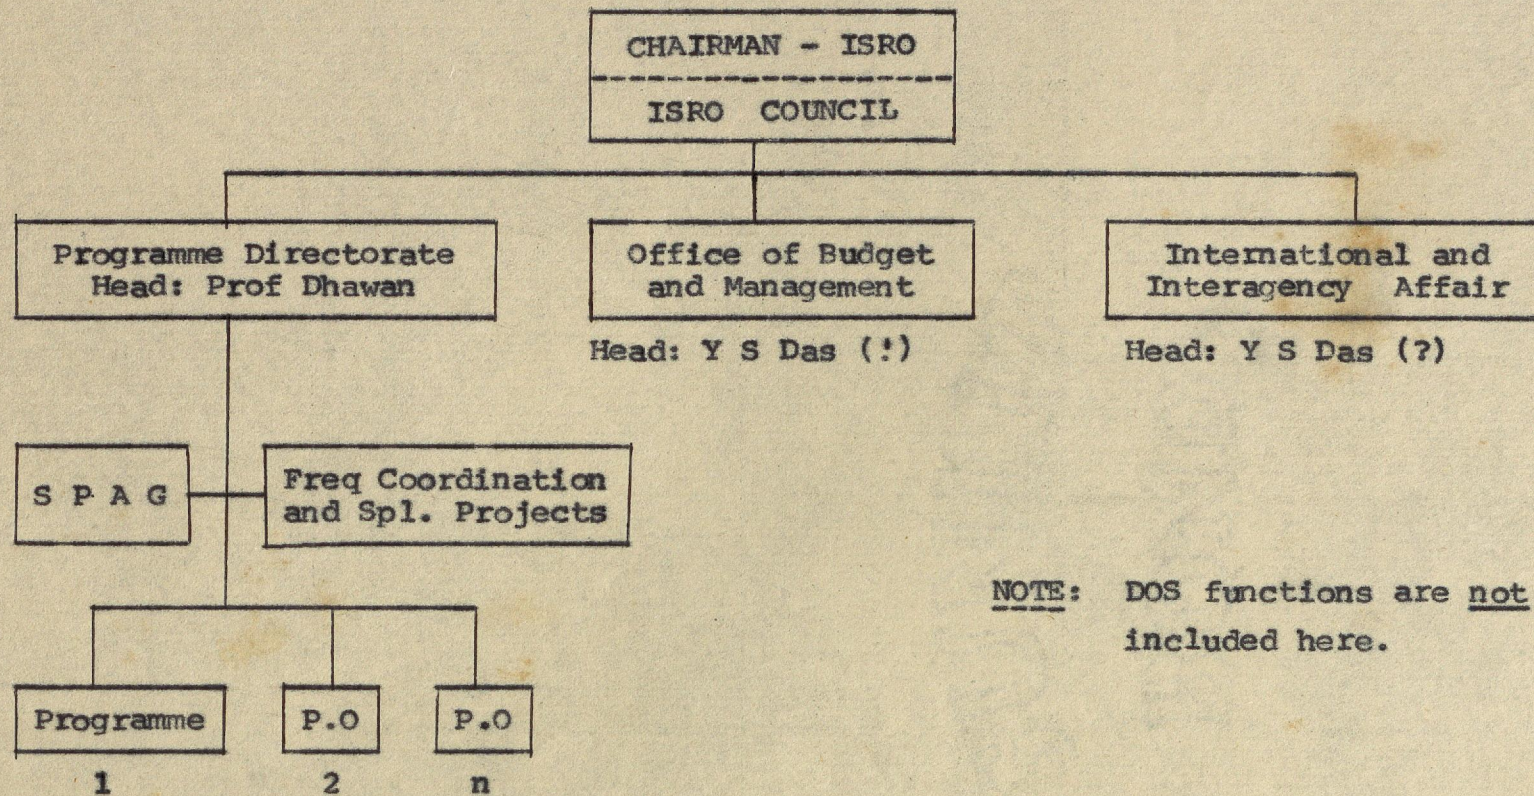 CHAIRMAN - ISRO
ISRO COUNCIL
Programme Directorate
Head: Prof Dhawan
Office of Budget
and Management
Head: Y S Das (!)
International and
Interagency Affair
Head: Y S Das (?)
S P A G
Freq Coordination
and Spl. Projects
NOTE: DOS functions are not
included here.
Programme
1
P.O
2
P.O
n